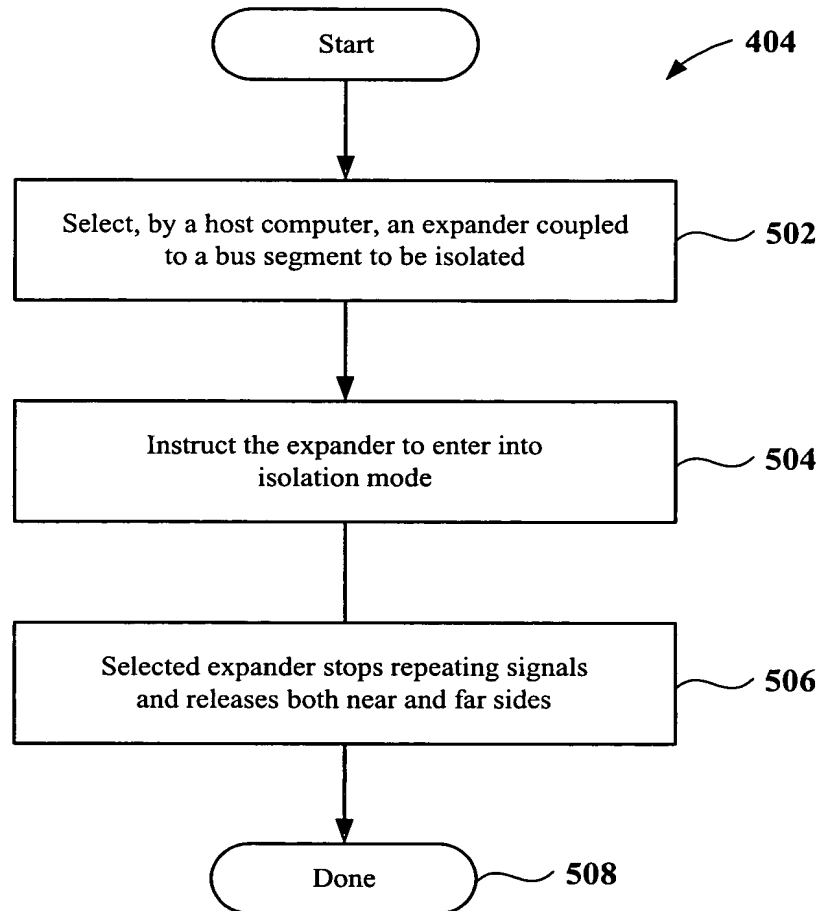 Start
404
Select, by a host computer, an expander coupled
to a bus segment to be isolated
502
Instruct the expander to enter into
isolation mode
504
Selected expander stops repeating signals
and releases both near and far sides
506
Done
508